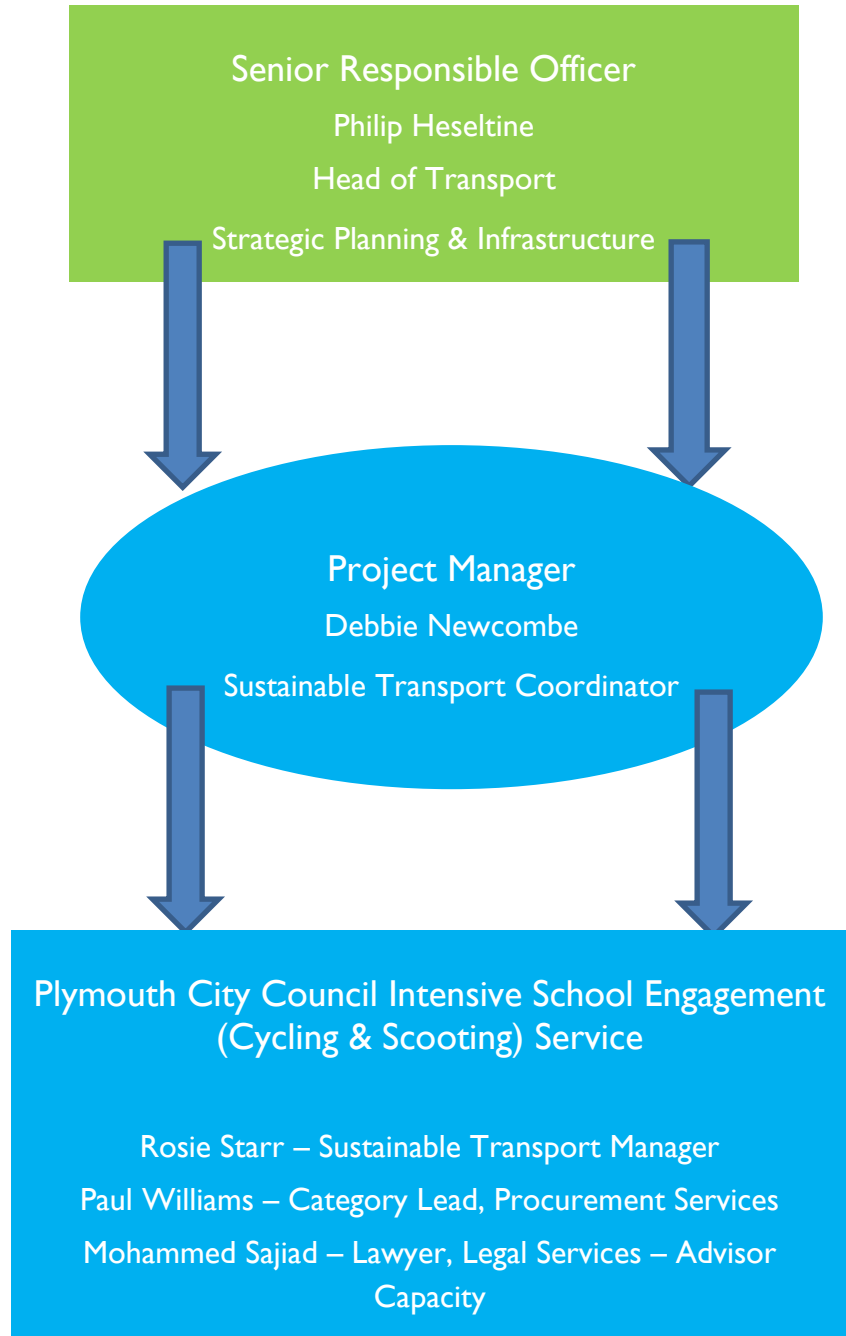 Senior Responsible Officer
Philip Heseltine
Head of Transport
Strategic Planning & Infrastructure
Project Manager
Debbie Newcombe
Sustainable Transport Coordinator
Plymouth City Council Intensive School Engagement
(Cycling & Scooting) Service
Rosie Starr – Sustainable Transport Manager
Paul Williams – Category Lead, Procurement Services
Mohammed Sajiad – Lawyer, Legal Services – Advisor
Capacity